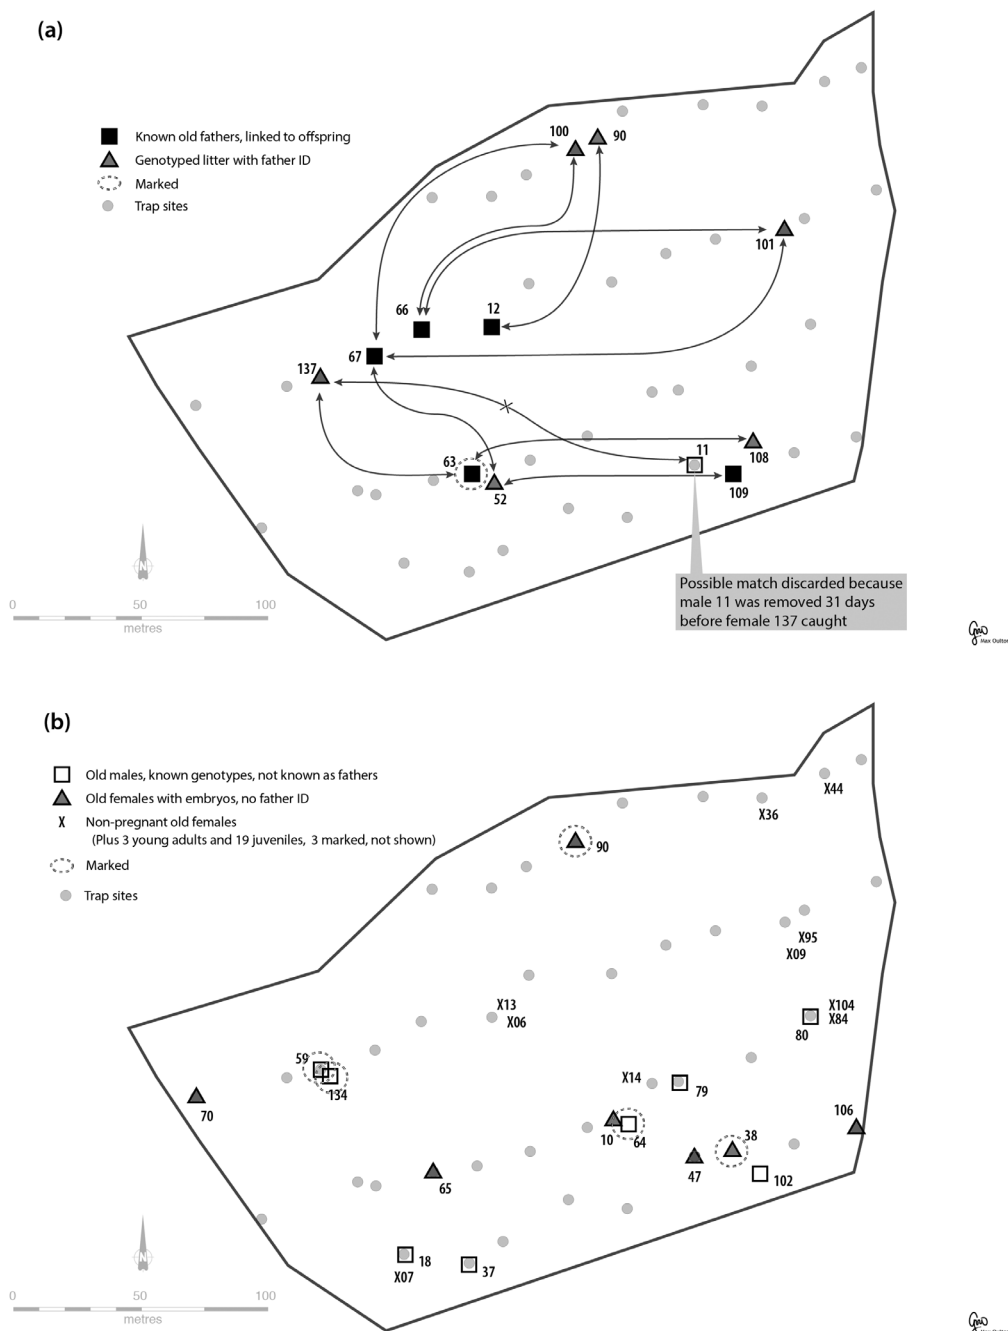 (a)
Known old fathers, linked to offspring
Genotyped litter with father ID
Marked
Trap sites
100
90
101
66
12
67
137
63
52
11
108
109
N
0 50 100
metres
Possible match discarded because
male 11 was removed 31 days
before female 137 caught
(b)
Old males, known genotypes, not known as fathers
Old females with embryos, no father ID
X Non-pregnant old females
(Plus 3 young adults and 19 juveniles, 3 marked, not shown)
Marked
Trap sites
X44
X36
90
X95
X09
X13
X06
X104
X84
80
59
134
X14
79
70
10
64
38
106
47
102
65
18
X07
37
N
0 50 100
metres